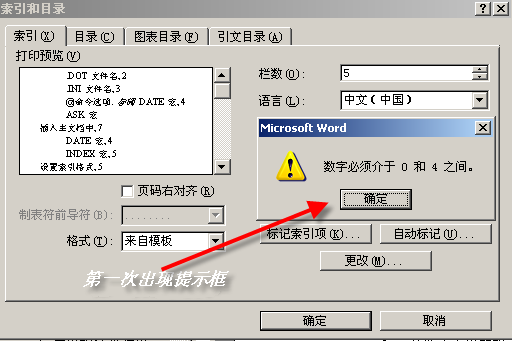 索引和目录
索引(X)
目录(C)
图表目录(F)
引文目录(A)
打印预览(V)
DOT 文件名.2
INI 文件名.3
@命令选项. 参阅 DATE 宏.4
ASK 宏
插入主文档中.7
DATE 宏.4
INDEX 宏.5
设置索引格式.5
栏数(O): 5
语言(L): 中文(中国)
Microsoft Word
数字必须介于 0 和 4 之间。
确定
页码右对齐(R)
制表符前导符(B): ........
格式(T): 来自模板
标记索引项(K)...
自动标记(U)...
更改(M)...
第一次出现提示框
确定
取消